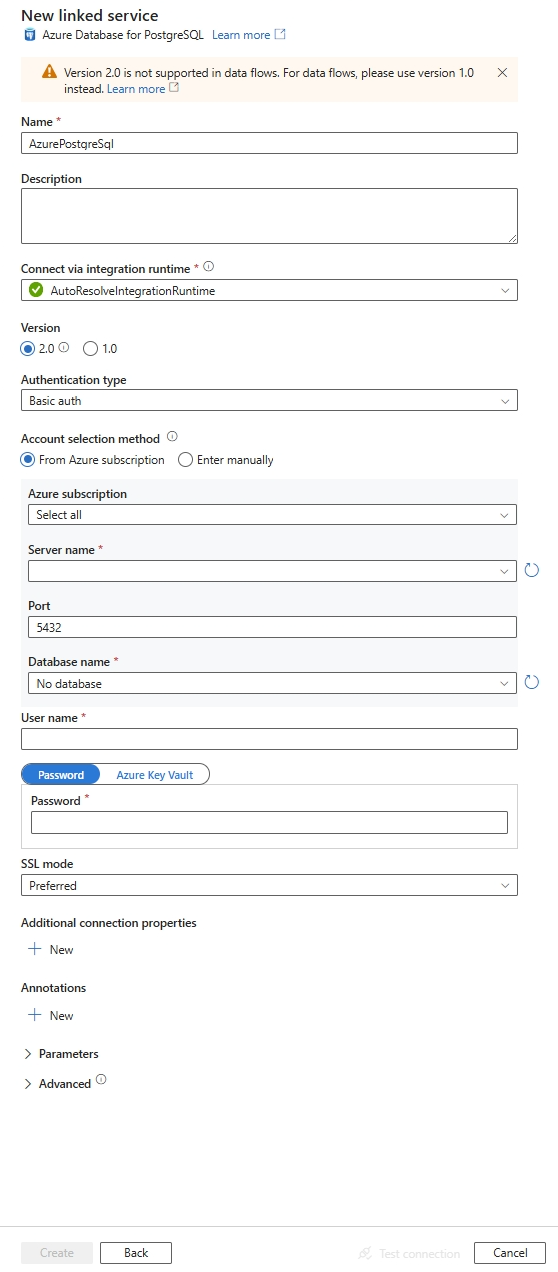 New linked service
Azure Database for PostgreSQL Learn more
Version 2.0 is not supported in data flows. For data flows, please use version 1.0
instead. Learn more
Name *
AzurePostgreSql
Description
Connect via integration runtime *
AutoResolveIntegrationRuntime
Version
2.0 1.0
Authentication type
Basic auth
Account selection method
From Azure subscription Enter manually
Azure subscription
Select all
Server name *
Port
5432
Database name *
No database
User name *
Password Azure Key Vault
Password *
SSL mode
Preferred
Additional connection properties
New
Annotations
New
Parameters
Advanced
Create Back Test connection Cancel